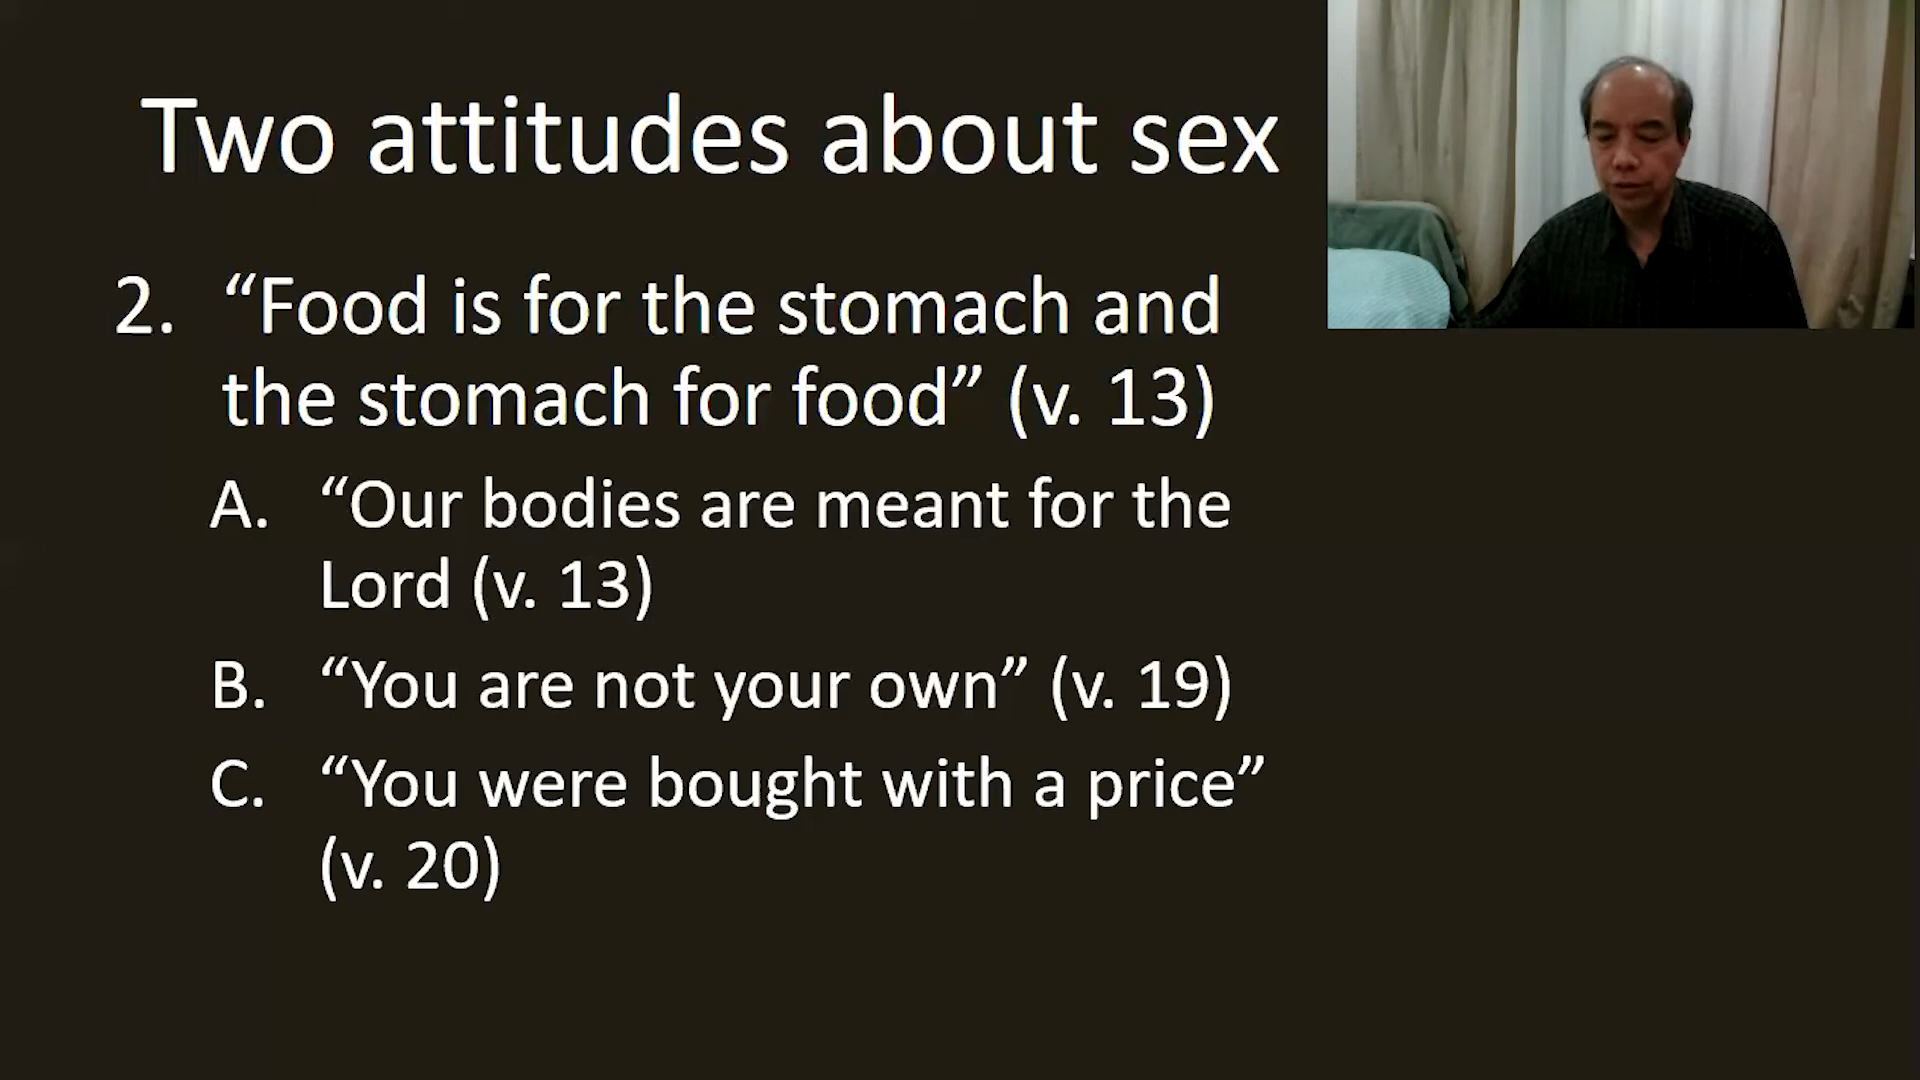 Two attitudes about sex
2. “Food is for the stomach and
the stomach for food” (v. 13)
A. “Our bodies are meant for the
Lord (v. 13)
B. “You are not your own” (v. 19)
C. “You were bought with a price”
(v. 20)